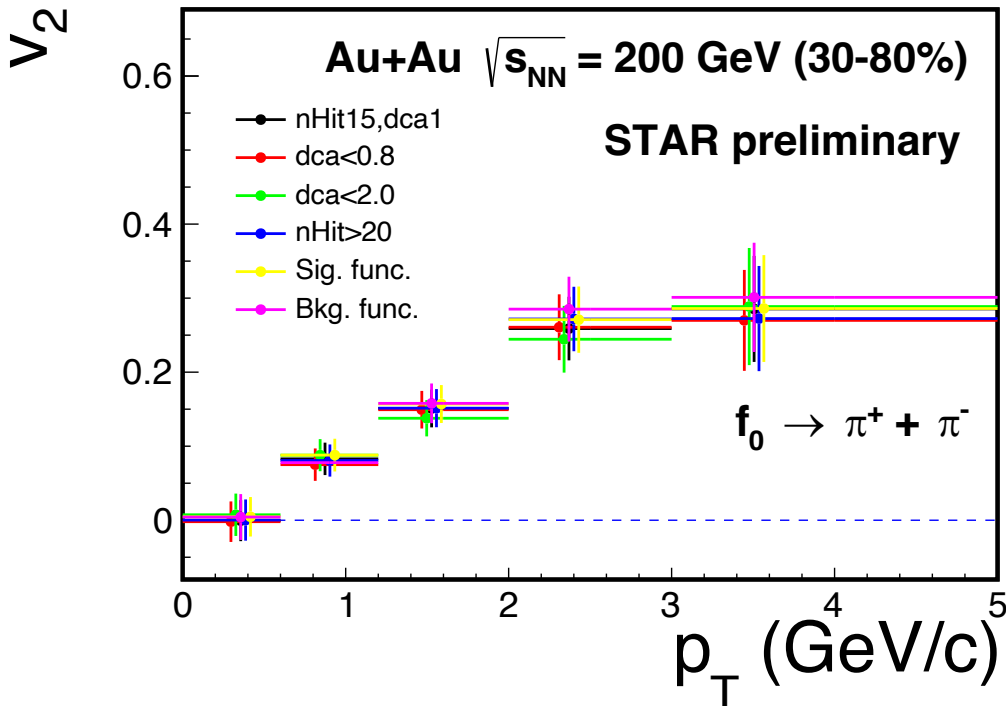 v2
Au+Au √sNN = 200 GeV (30-80%)
STAR preliminary
nHit15,dca1
dca<0.8
dca<2.0
nHit>20
Sig. func.
Bkg. func.
f0 → π+ + π-
0.6
0.4
0.2
0
0 1 2 3 4 5
pT (GeV/c)